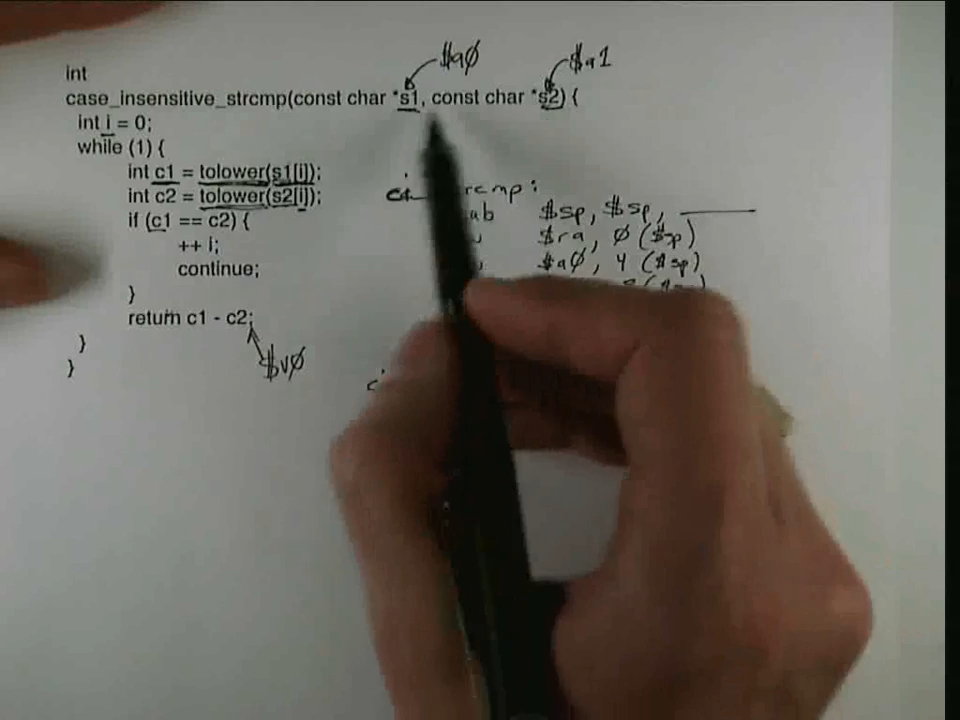 $a0 $a1
int
case_insensitive_strcmp(const char *s1, const char *s2) {
int i = 0;
while (1) {
int c1 = tolower(s1[i]);
int c2 = tolower(s2[i]);
if (c1 == c2) {
++ i;
continue;
}
return c1 - c2;
}
}
$v0
rcmp:
ub $sp, $sp, ____
$ra, 0($sp)
$a0, 4($sp)